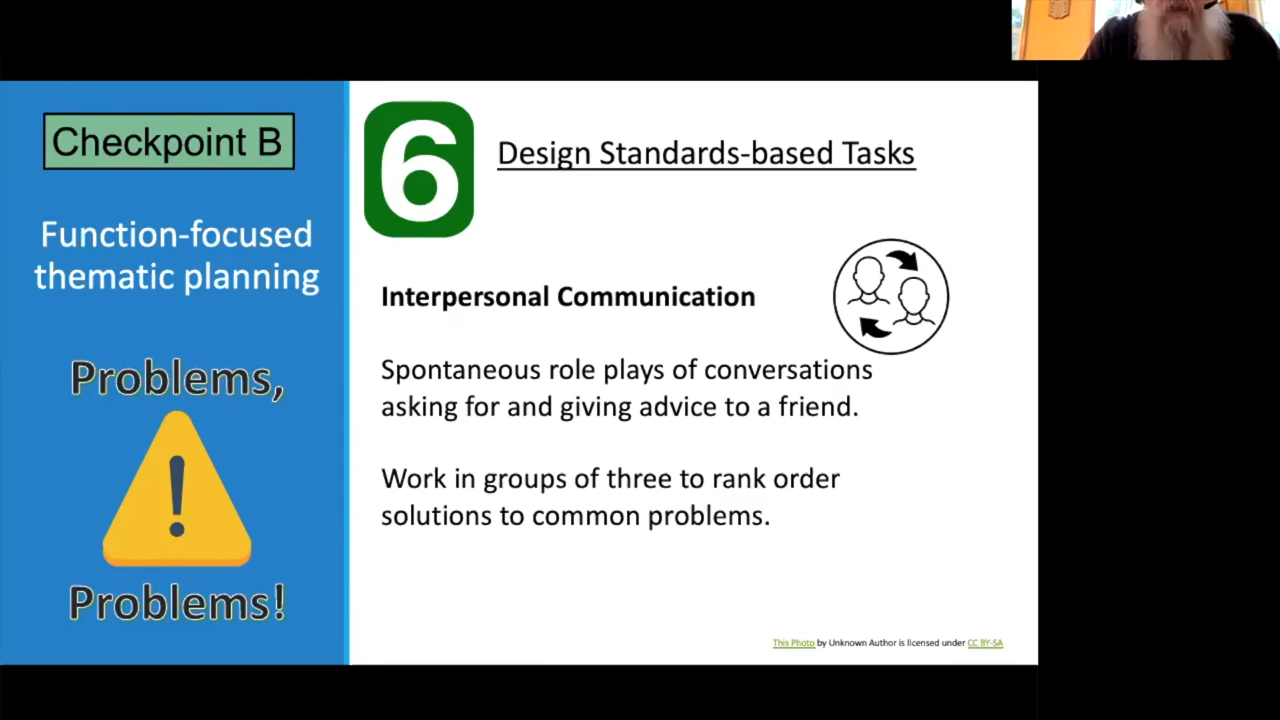 Checkpoint B
Function-focused
thematic planning
Problems,
Problems!
6
Design Standards-based Tasks
Interpersonal Communication
Spontaneous role plays of conversations
asking for and giving advice to a friend.
Work in groups of three to rank order
solutions to common problems.
This Photo by Unknown Author is licensed under CC BY-SA